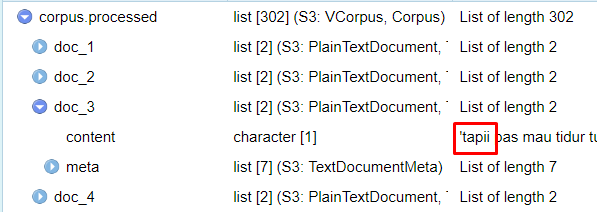 corpus.processed list [302] (S3: VCorpus, Corpus) List of length 302
doc_1 list [2] (S3: PlainTextDocument, List of length 2
doc_2 list [2] (S3: PlainTextDocument, List of length 2
doc_3 list [2] (S3: PlainTextDocument, List of length 2
content character [1] 'tapii pas mau tidur
meta list [7] (S3: TextDocumentMeta) List of length 7
doc_4 list [2] (S3: PlainTextDocument, List of length 2